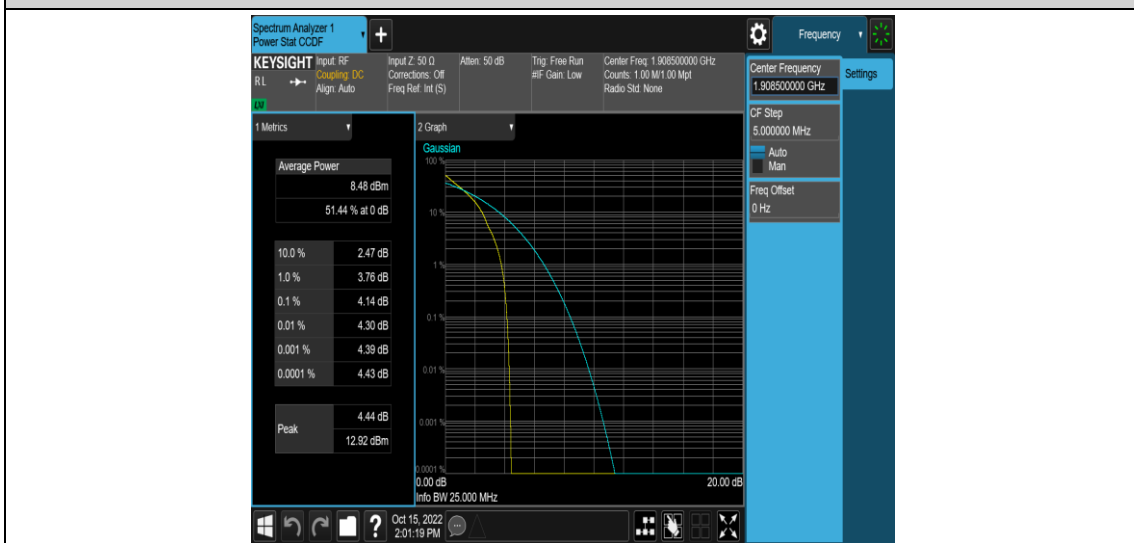 Spectrum Analyzer 1
Power Stat CCDF
+
Frequency
KEYSIGHT
RL
LXI
Input: RF
Coupling: DC
Align: Auto
Input Z: 50 Ω
Corrections: Off
Freq Ref: Int (S)
Atten: 50 dB
Trig: Free Run
#IF Gain: Low
Center Freq: 1.908500000 GHz
Counts: 1.00 M/1.00 Mpt
Radio Std: None
Center Frequency
1.908500000 GHz
Settings
CF Step
5.000000 MHz
Auto
Man
Freq Offset
0 Hz
1 Metrics
Average Power
8.48 dBm
51.44 % at 0 dB
10.0 % 2.47 dB
1.0 % 3.76 dB
0.1 % 4.14 dB
0.01 % 4.30 dB
0.001 % 4.39 dB
0.0001 % 4.43 dB
Peak
4.44 dB
12.92 dBm
2 Graph
Gaussian
100 %
10 %
1 %
0.1 %
0.01 %
0.001 %
0.0001 %
0.00 dB 20.00 dB
Info BW 25.000 MHz
?
Oct 15, 2022
2:01:19 PM